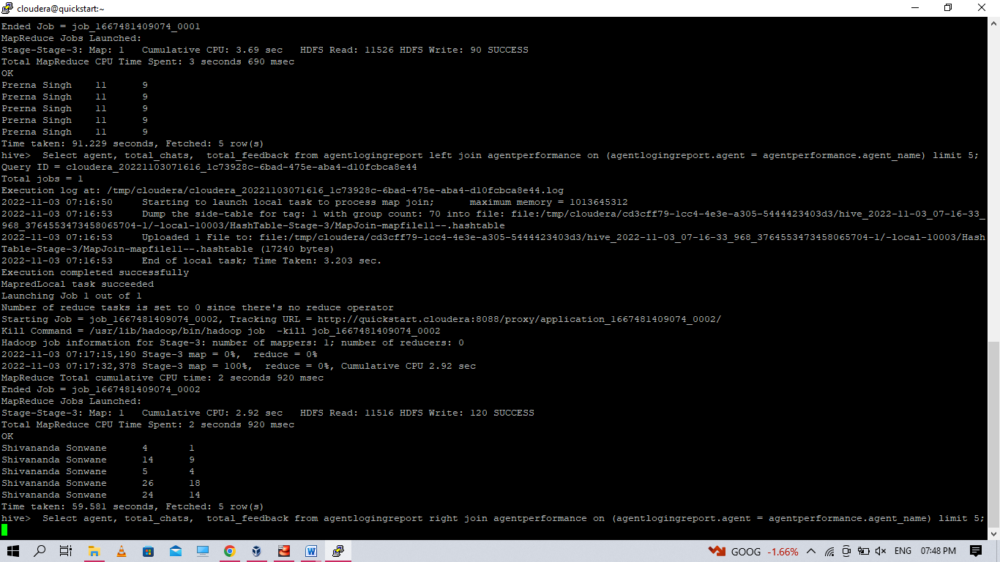 cloudera@quickstart:~
Ended Job = job_1667481409074_0001
MapReduce Jobs Launched:
Stage-Stage-3: Map: 1   Cumulative CPU: 3.69 sec   HDFS Read: 11526 HDFS Write: 90 SUCCESS
Total MapReduce CPU Time Spent: 3 seconds 690 msec
OK
Prerna Singh    11      9
Prerna Singh    11      9
Prerna Singh    11      9
Prerna Singh    11      9
Prerna Singh    11      9
Time taken: 91.229 seconds, Fetched: 5 row(s)
hive>  Select agent, total_chats,  total_feedback from agentlogingreport left join agentperformance on (agentlogingreport.agent = agentperformance.agent_name) limit 5;
Query ID = cloudera_20221103071616_1c73928c-6bad-475e-aba4-d10fcbca8e44
Total jobs = 1
Execution log at: /tmp/cloudera/cloudera_20221103071616_1c73928c-6bad-475e-aba4-d10fcbca8e44.log
2022-11-03 07:16:50     Starting to launch local task to process map join;      maximum memory = 1013645312
2022-11-03 07:16:53     Dump the side-table for tag: 1 with group count: 70 into file: file:/tmp/cloudera/cd3cff79-1cc4-4e3e-a305-5444423403d3/hive_2022-11-03_07-16-33_
968_3764553473458065704-1/-local-10003/HashTable-Stage-3/MapJoin-mapfile11--.hashtable
2022-11-03 07:16:53     Uploaded 1 File to: file:/tmp/cloudera/cd3cff79-1cc4-4e3e-a305-5444423403d3/hive_2022-11-03_07-16-33_968_3764553473458065704-1/-local-10003/Hash
Table-Stage-3/MapJoin-mapfile11--.hashtable (17240 bytes)
2022-11-03 07:16:53     End of local task; Time Taken: 3.203 sec.
Execution completed successfully
MapredLocal task succeeded
Launching Job 1 out of 1
Number of reduce tasks is set to 0 since there's no reduce operator
Starting Job = job_1667481409074_0002, Tracking URL = http://quickstart.cloudera:8088/proxy/application_1667481409074_0002/
Kill Command = /usr/lib/hadoop/bin/hadoop job  -kill job_1667481409074_0002
Hadoop job information for Stage-3: number of mappers: 1; number of reducers: 0
2022-11-03 07:17:15,190 Stage-3 map = 0%,  reduce = 0%
2022-11-03 07:17:32,378 Stage-3 map = 100%,  reduce = 0%, Cumulative CPU 2.92 sec
MapReduce Total cumulative CPU time: 2 seconds 920 msec
Ended Job = job_1667481409074_0002
MapReduce Jobs Launched:
Stage-Stage-3: Map: 1   Cumulative CPU: 2.92 sec   HDFS Read: 11516 HDFS Write: 120 SUCCESS
Total MapReduce CPU Time Spent: 2 seconds 920 msec
OK
Shivananda Sonwane      4       1
Shivananda Sonwane      14      9
Shivananda Sonwane      5       4
Shivananda Sonwane      26      18
Shivananda Sonwane      24      14
Time taken: 59.581 seconds, Fetched: 5 row(s)
hive>  Select agent, total_chats,  total_feedback from agentlogingreport right join agentperformance on (agentlogingreport.agent = agentperformance.agent_name) limit 5;
GOOG -1.66% ENG 07:48 PM